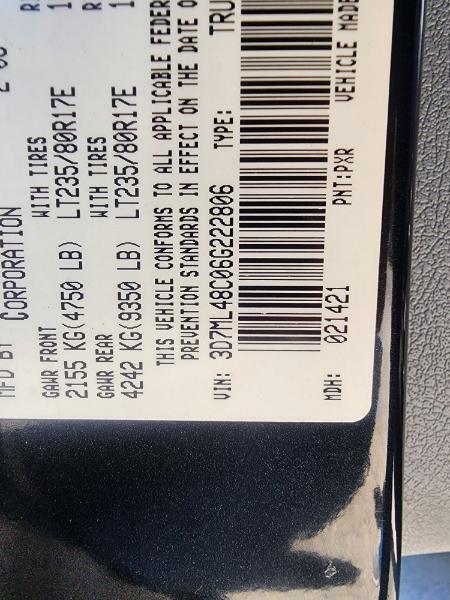 MFD BY CORPORATION
GAWR FRONT WITH TIRES
2155 KG(4750 LB) LT235/80R17E
GAWR REAR WITH TIRES
4242 KG(9350 LB) LT235/80R17E
THIS VEHICLE CONFORMS TO ALL APPLICABLE FEDER
PREVENTION STANDARDS IN EFFECT ON THE DATE O
VIN: 3D7ML48C06G222806 TYPE: TRU
MDH: 021421 PNT:PXR VEHICLE MADE